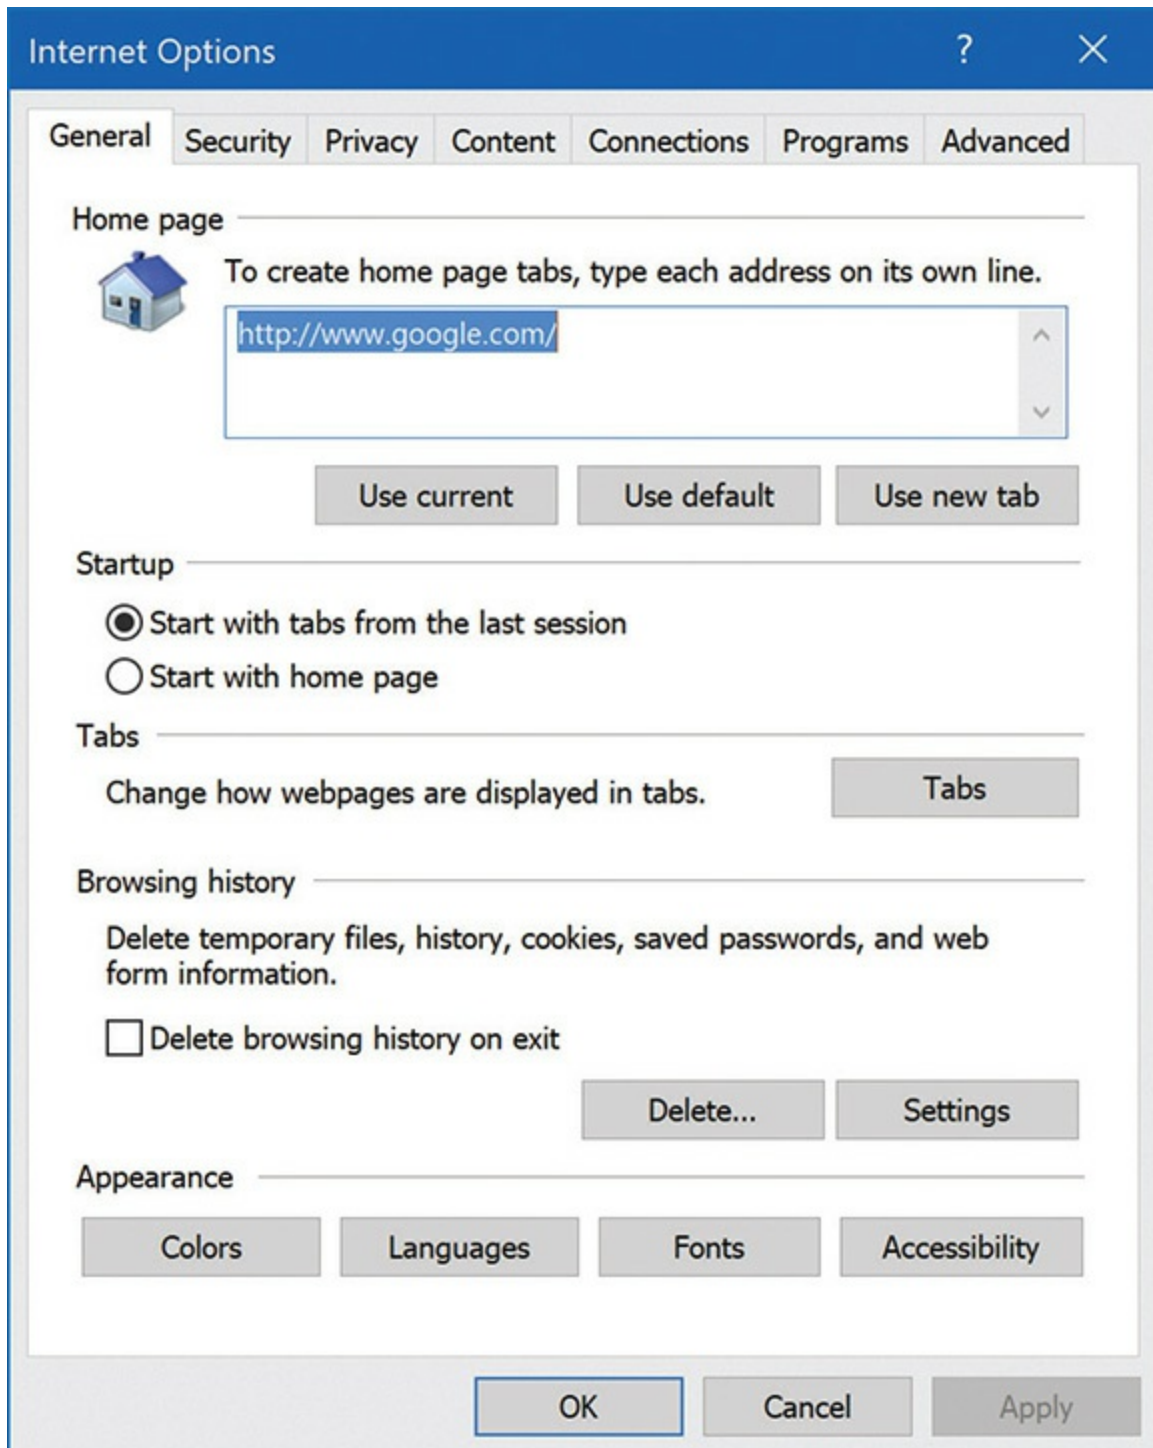 Internet Options ?
General Security Privacy Content Connections Programs Advanced
Home page
To create home page tabs, type each address on its own line.
http://www.google.com/
Use current Use default Use new tab
Startup
Start with tabs from the last session
Start with home page
Tabs
Change how webpages are displayed in tabs. Tabs
Browsing history
Delete temporary files, history, cookies, saved passwords, and web
form information.
Delete browsing history on exit
Delete... Settings
Appearance
Colors Languages Fonts Accessibility
OK Cancel Apply